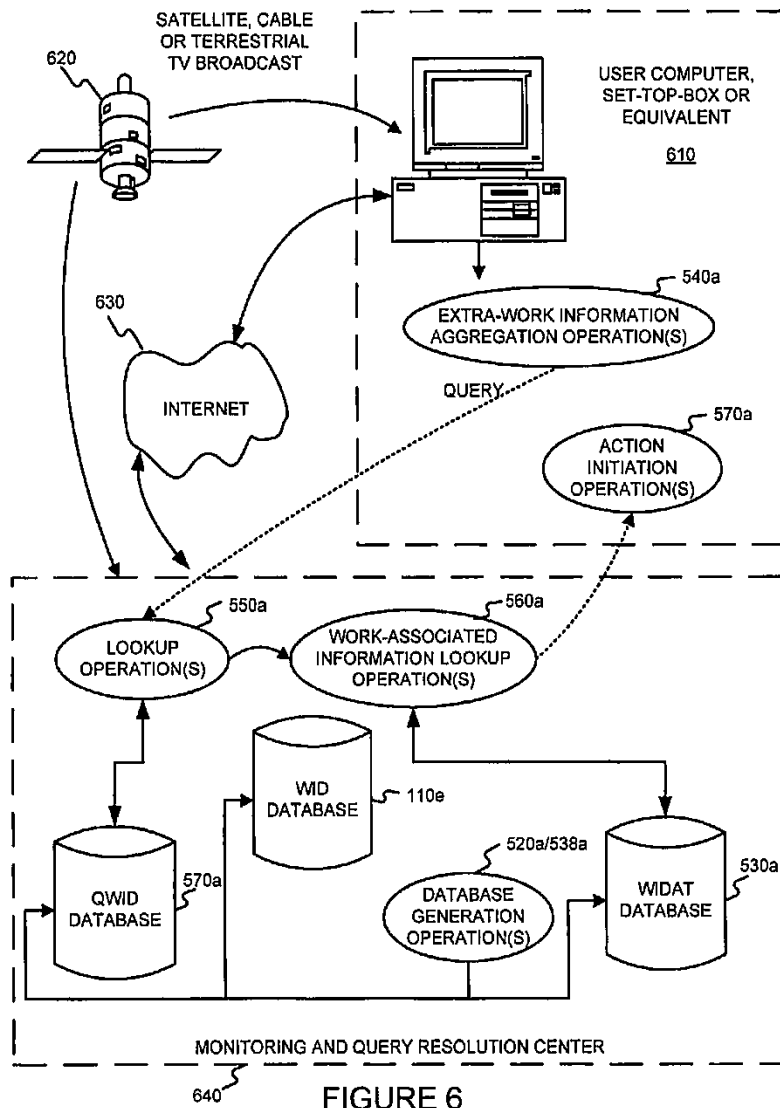 SATELLITE, CABLE
OR TERRESTRIAL
TV BROADCAST
620
USER COMPUTER,
SET-TOP-BOX OR
EQUIVALENT
610
630
INTERNET
540a
EXTRA-WORK INFORMATION
AGGREGATION OPERATION(S)
QUERY
570a
ACTION
INITIATION
OPERATION(S)
550a
LOOKUP
OPERATION(S)
560a
WORK-ASSOCIATED
INFORMATION LOOKUP
OPERATION(S)
WID
DATABASE
110e
QWID
DATABASE
570a
520a/538a
DATABASE
GENERATION
OPERATION(S)
WIDAT
DATABASE
530a
MONITORING AND QUERY RESOLUTION CENTER
640
FIGURE 6